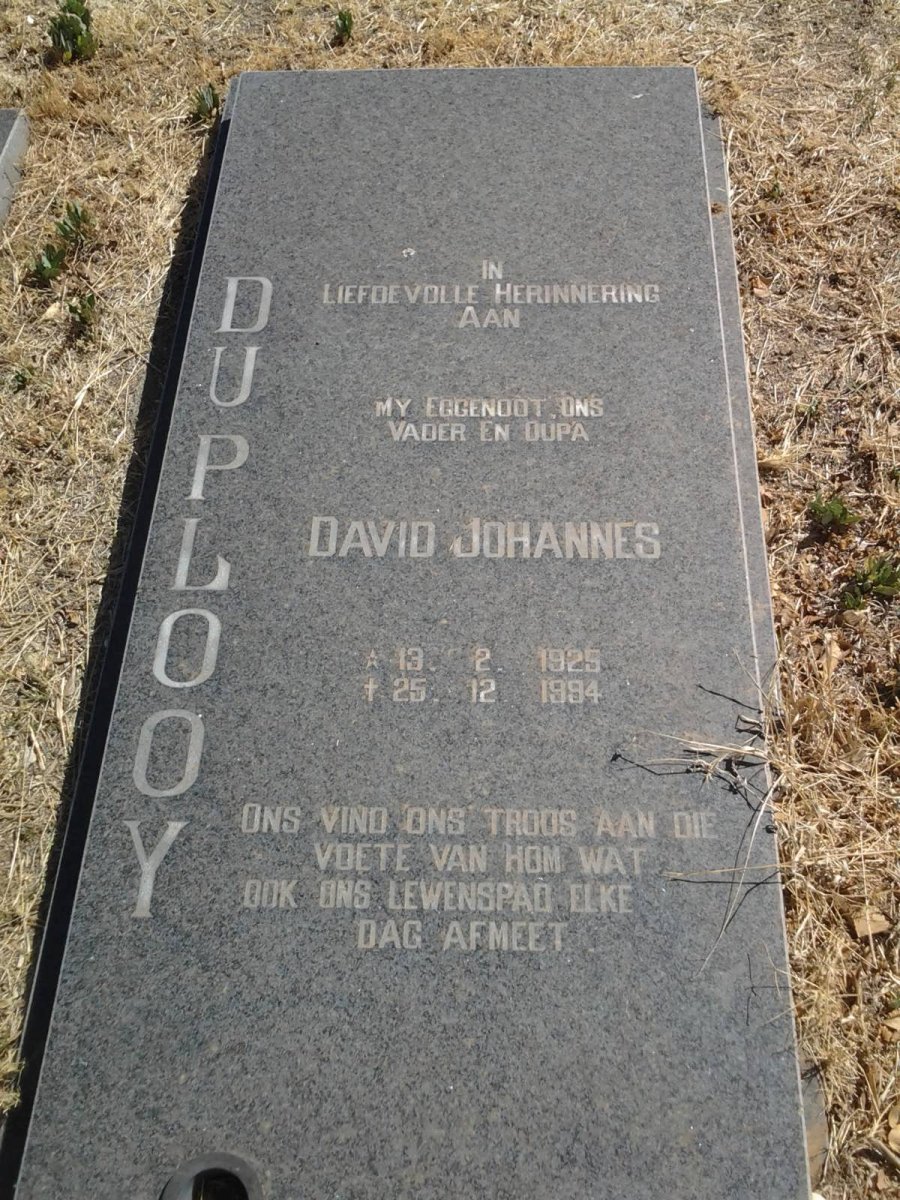 DUPLOOY
IN
LIEFDEVOLLE HERINNERING
AAN
MY EGGENOOT, ONS
VADER EN OUPA
DAVID JOHANNES
☆ 13. 2 1925
† 25. 12 1994
ONS VIND ONS TROOS AAN DIE
VOETE VAN HOM WAT
OOK ONS LEWENSPAD ELKE
DAG AFMEET